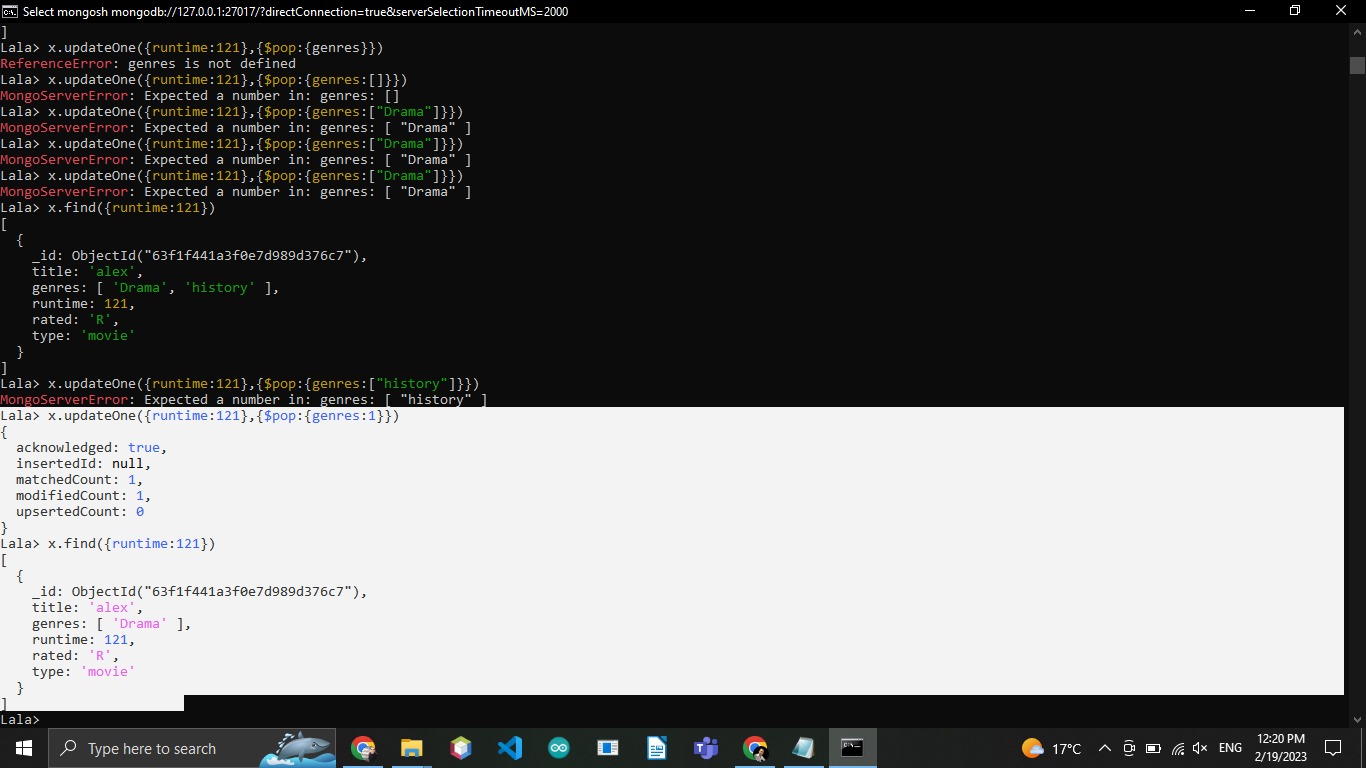 Select mongosh mongodb://127.0.0.1:27017/?directConnection=true&serverSelectionTimeoutMS=2000
]
Lala> x.updateOne({runtime:121},{$pop:{genres}})
ReferenceError: genres is not defined
Lala> x.updateOne({runtime:121},{$pop:{genres:[]}})
MongoServerError: Expected a number in: genres: []
Lala> x.updateOne({runtime:121},{$pop:{genres:["Drama"]}})
MongoServerError: Expected a number in: genres: [ "Drama" ]
Lala> x.updateOne({runtime:121},{$pop:{genres:["Drama"]}})
MongoServerError: Expected a number in: genres: [ "Drama" ]
Lala> x.updateOne({runtime:121},{$pop:{genres:["Drama"]}})
MongoServerError: Expected a number in: genres: [ "Drama" ]
Lala> x.find({runtime:121})
[
  {
    _id: ObjectId("63f1f441a3f0e7d989d376c7"),
    title: 'alex',
    genres: [ 'Drama', 'history' ],
    runtime: 121,
    rated: 'R',
    type: 'movie'
  }
]
Lala> x.updateOne({runtime:121},{$pop:{genres:["history"]}})
MongoServerError: Expected a number in: genres: [ "history" ]
Lala> x.updateOne({runtime:121},{$pop:{genres:1}})
{
  acknowledged: true,
  insertedId: null,
  matchedCount: 1,
  modifiedCount: 1,
  upsertedCount: 0
}
Lala> x.find({runtime:121})
[
  {
    _id: ObjectId("63f1f441a3f0e7d989d376c7"),
    title: 'alex',
    genres: [ 'Drama' ],
    runtime: 121,
    rated: 'R',
    type: 'movie'
  }
]
Lala>
Type here to search
17°C
ENG
12:20 PM
2/19/2023